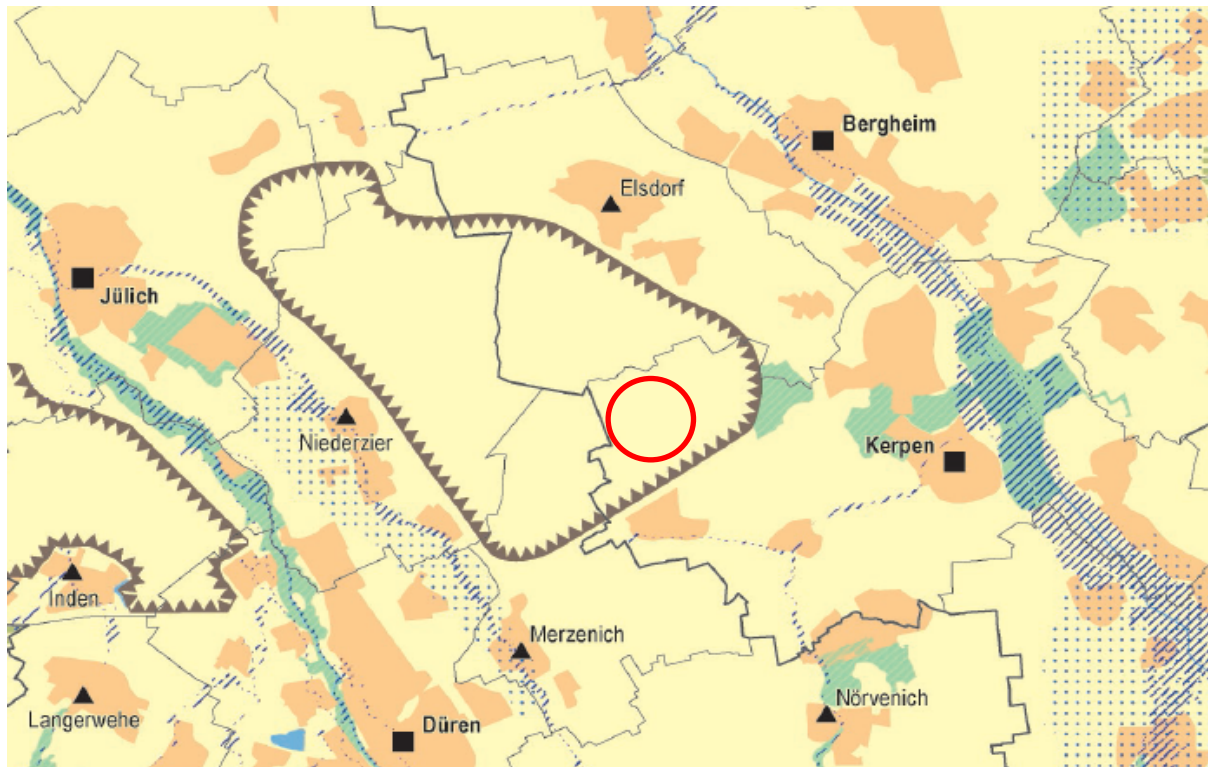 Bergheim
Elsdorf
Jülich
Niederzier
Kerpen
Inden
Merzenich
Langerwehe
Nörvenich
Düren